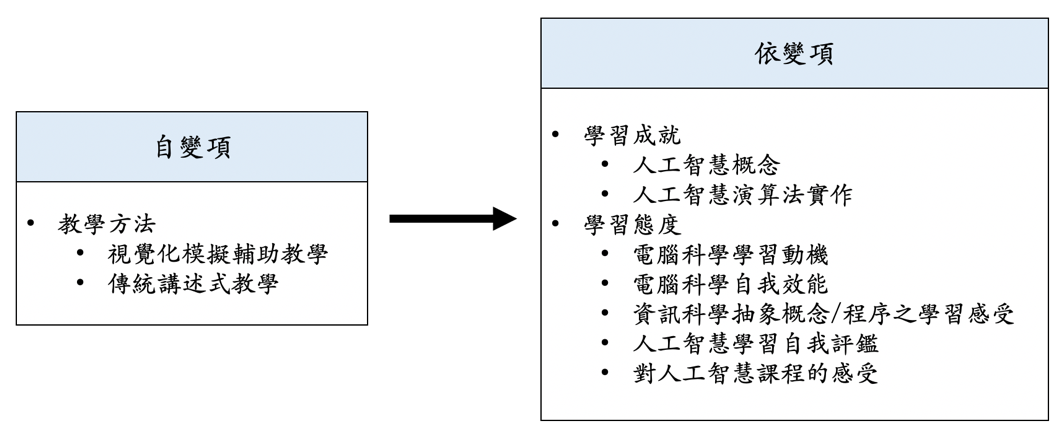 自變項
• 教學方法
• 視覺化模擬輔助教學
• 傳統講述式教學
依變項
• 學習成就
• 人工智慧概念
• 人工智慧演算法實作
• 學習態度
• 電腦科學學習動機
• 電腦科學自我效能
• 資訊科學抽象概念/程序之學習感受
• 人工智慧學習自我評鑑
• 對人工智慧課程的感受